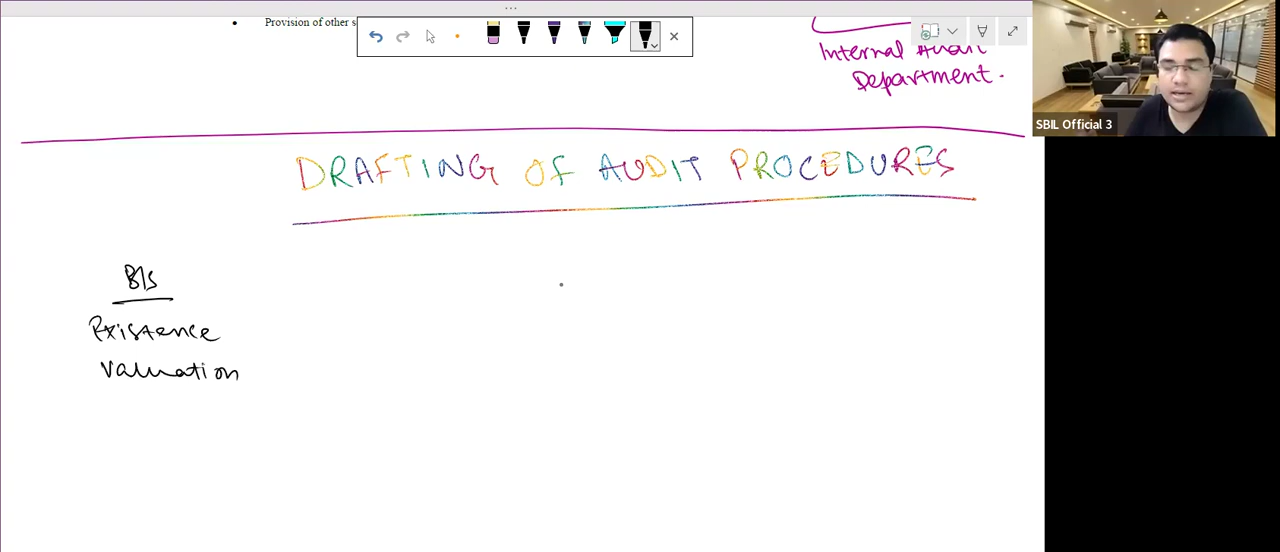 Provision of other s
Internal Audit
Department.
SBIL Official 3
DRAFTING OF AUDIT PROCEDURES
B/s
Existence
Valuation